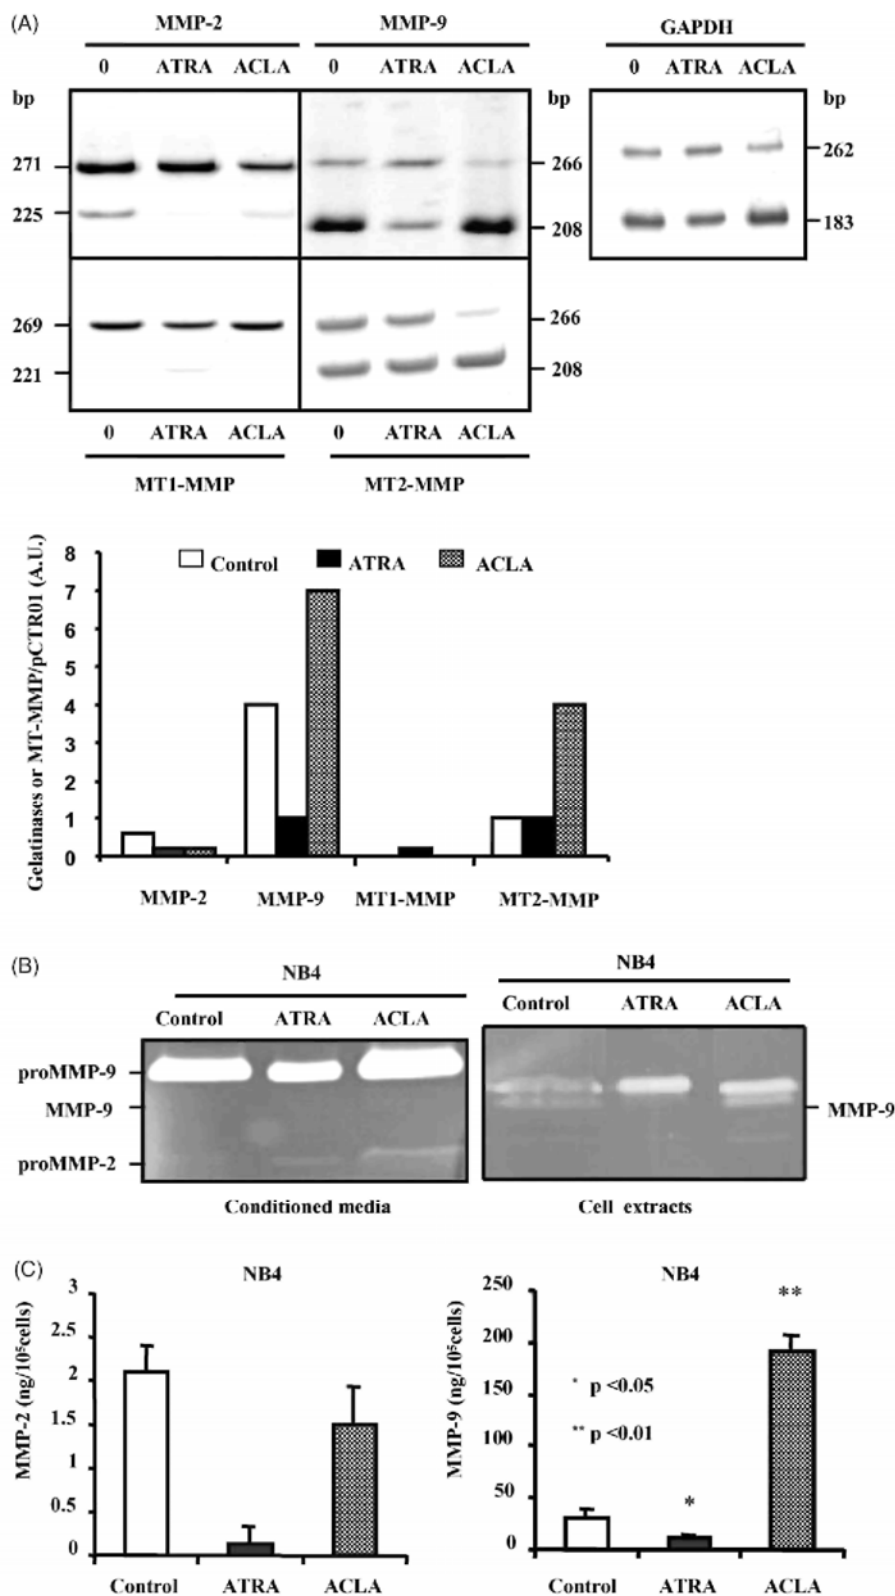 (A)
MMP-2 MMP-9 GAPDH
0 ATRA ACLA 0 ATRA ACLA 0 ATRA ACLA
bp bp bp
271 266 262
225 208 183
269 266
221 208
0 ATRA ACLA 0 ATRA ACLA
MT1-MMP MT2-MMP
Gelatinases or MT-MMP/pCTR01 (A.U.)
8
7
6
5
4
3
2
1
0
Control ATRA ACLA
MMP-2 MMP-9 MT1-MMP MT2-MMP
(B)
NB4 NB4
Control ATRA ACLA Control ATRA ACLA
proMMP-9
MMP-9 MMP-9
proMMP-2
Conditioned media Cell extracts
(C)
NB4
MMP-2 (ng/10⁵cells)
3
2.5
2
1.5
1
0.5
0
Control ATRA ACLA
NB4
MMP-9 (ng/10⁵cells)
250
200
150
100
50
0
**
* p <0.05
** p <0.01
*
Control ATRA ACLA